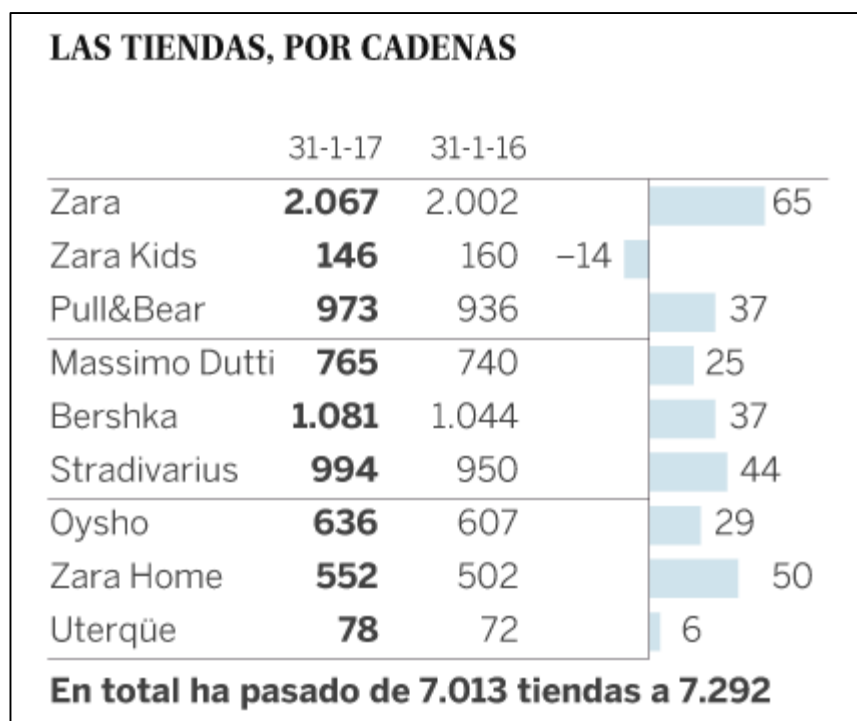 LAS TIENDAS, POR CADENAS
31-1-17 31-1-16
Zara 2.067 2.002 65
Zara Kids 146 160 –14
Pull&Bear 973 936 37
Massimo Dutti 765 740 25
Bershka 1.081 1.044 37
Stradivarius 994 950 44
Oysho 636 607 29
Zara Home 552 502 50
Uterqüe 78 72 6
En total ha pasado de 7.013 tiendas a 7.292